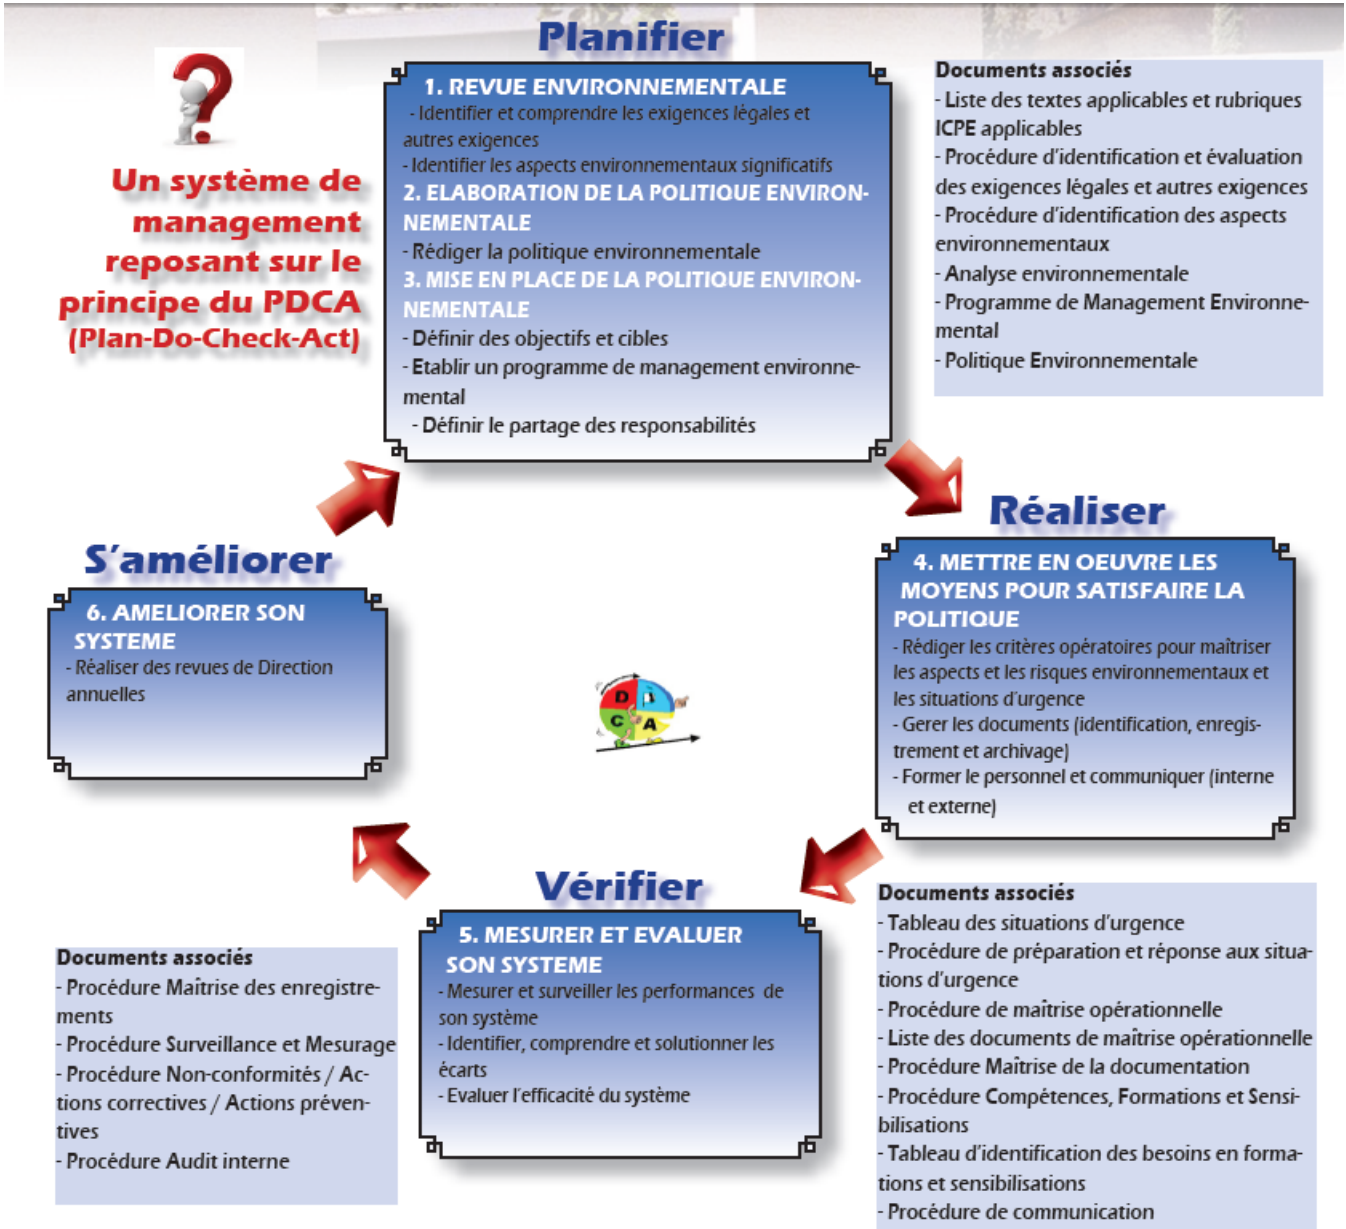 Planifier
Un système de
management
reposant sur le
principe du PDCA
(Plan-Do-Check-Act)
1. REVUE ENVIRONNEMENTALE
- Identifier et comprendre les exigences légales et
autres exigences
- Identifier les aspects environnementaux significatifs
2. ELABORATION DE LA POLITIQUE ENVIRON-
NEMENTALE
- Rédiger la politique environnementale
3. MISE EN PLACE DE LA POLITIQUE ENVIRON-
NEMENTALE
- Définir des objectifs et cibles
- Etablir un programme de management environne-
mental
- Définir le partage des responsabilités
Documents associés
- Liste des textes applicables et rubriques
ICPE applicables
- Procédure d'identification et évaluation
des exigences légales et autres exigences
- Procédure d'identification des aspects
environnementaux
- Analyse environnementale
- Programme de Management Environne-
mental
- Politique Environnementale
Réaliser
4. METTRE EN OEUVRE LES
MOYENS POUR SATISFAIRE LA
POLITIQUE
- Rédiger les critères opératoires pour maîtriser
les aspects et les risques environnementaux et
les situations d'urgence
- Gerer les documents (identification, enregis-
trement et archivage)
- Former le personnel et communiquer (interne
et externe)
Documents associés
- Tableau des situations d'urgence
- Procédure de préparation et réponse aux situa-
tions d'urgence
- Procédure de maîtrise opérationnelle
- Liste des documents de maîtrise opérationnelle
- Procédure Maîtrise de la documentation
- Procédure Compétences, Formations et Sensi-
bilisations
- Tableau d'identification des besoins en forma-
tions et sensibilisations
- Procédure de communication
Vérifier
5. MESURER ET EVALUER
SON SYSTEME
- Mesurer et surveiller les performances de
son système
- Identifier, comprendre et solutionner les
écarts
- Evaluer l'efficacité du système
Documents associés
- Procédure Maîtrise des enregistre-
ments
- Procédure Surveillance et Mesurage
- Procédure Non-conformités / Ac-
tions correctives / Actions préven-
tives
- Procédure Audit interne
S'améliorer
6. AMELIORER SON
SYSTEME
- Réaliser des revues de Direction
annuelles
D
C A